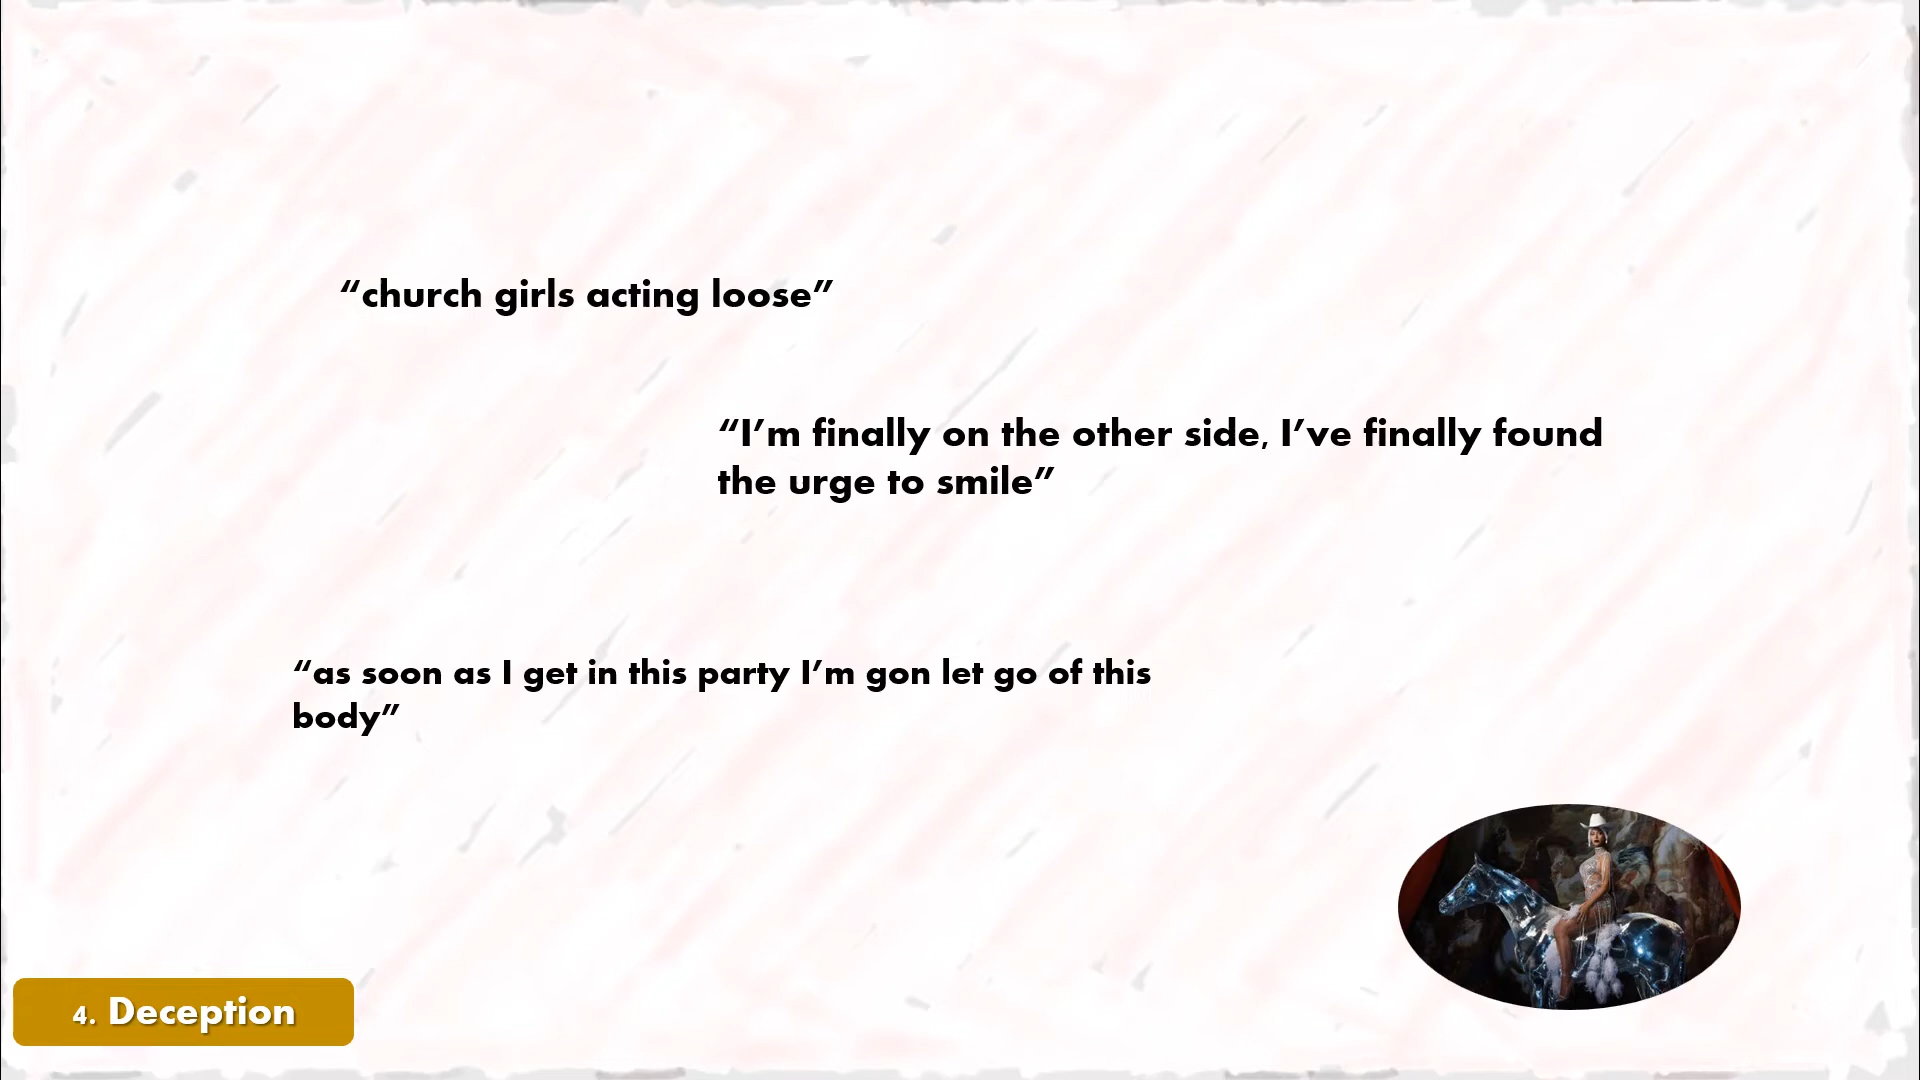 “church girls acting loose”
“I’m finally on the other side, I’ve finally found
the urge to smile”
“as soon as I get in this party I’m gon let go of this
body”
4. Deception